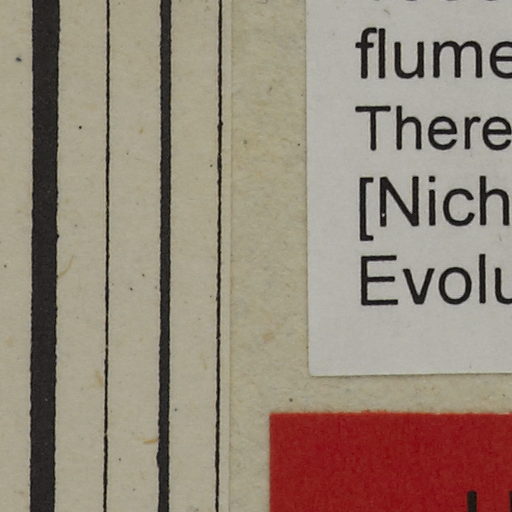 flume
There
[Nich
Evolu